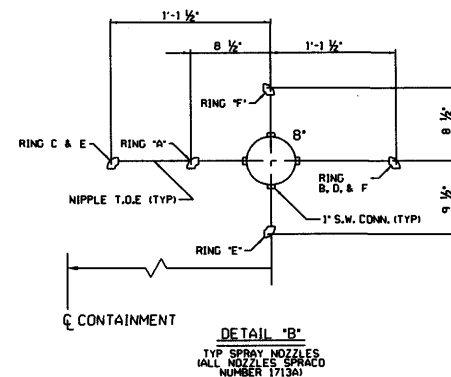 1'-1 ½"
8 ½"
1'-1 ½"
RING "F"
8"
8 ½"
RING C & E
RING "A"
RING
B, D, & F
NIPPLE T.O.E (TYP)
9 ½"
1" S.W. CONN. (TYP)
RING "E"
℄ CONTAINMENT
DETAIL "B"
TYP SPRAY NOZZLES
(ALL NOZZLES SPRACO
NUMBER 1713A)